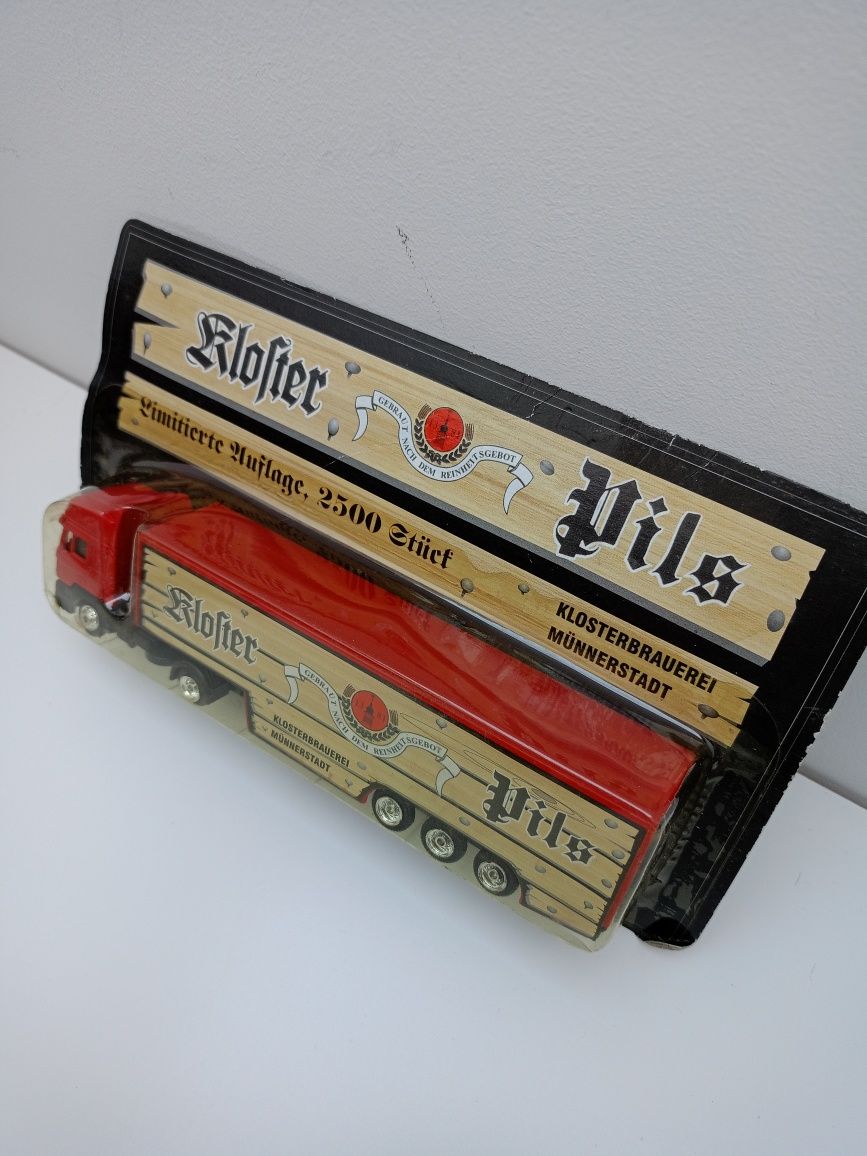 Kloſter
GEBRAUT NACH DEM REINHEITSGEBOT
Pils
Limitierte Auflage, 2500 Stück
KLOSTERBRAUEREI
MÜNNERSTADT
Kloſter
GEBRAUT NACH DEM REINHEITSGEBOT
KLOSTERBRAUEREI
MÜNNERSTADT
Pils